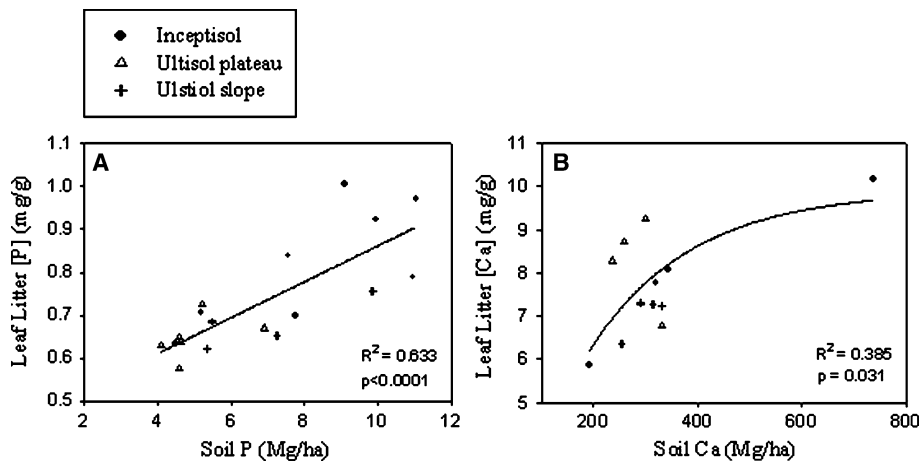 Inceptisol
Ultisol plateau
Ulstiol slope
A
Leaf Litter [P] (mg/g)
1.1
1.0
0.9
0.8
0.7
0.6
0.5
R² = 0.633
p<0.0001
2 4 6 8 10 12
Soil P (Mg/ha)
B
Leaf Litter [Ca] (mg/g)
11
10
9
8
7
6
5
R² = 0.385
p = 0.031
200 400 600 800
Soil Ca (Mg/ha)